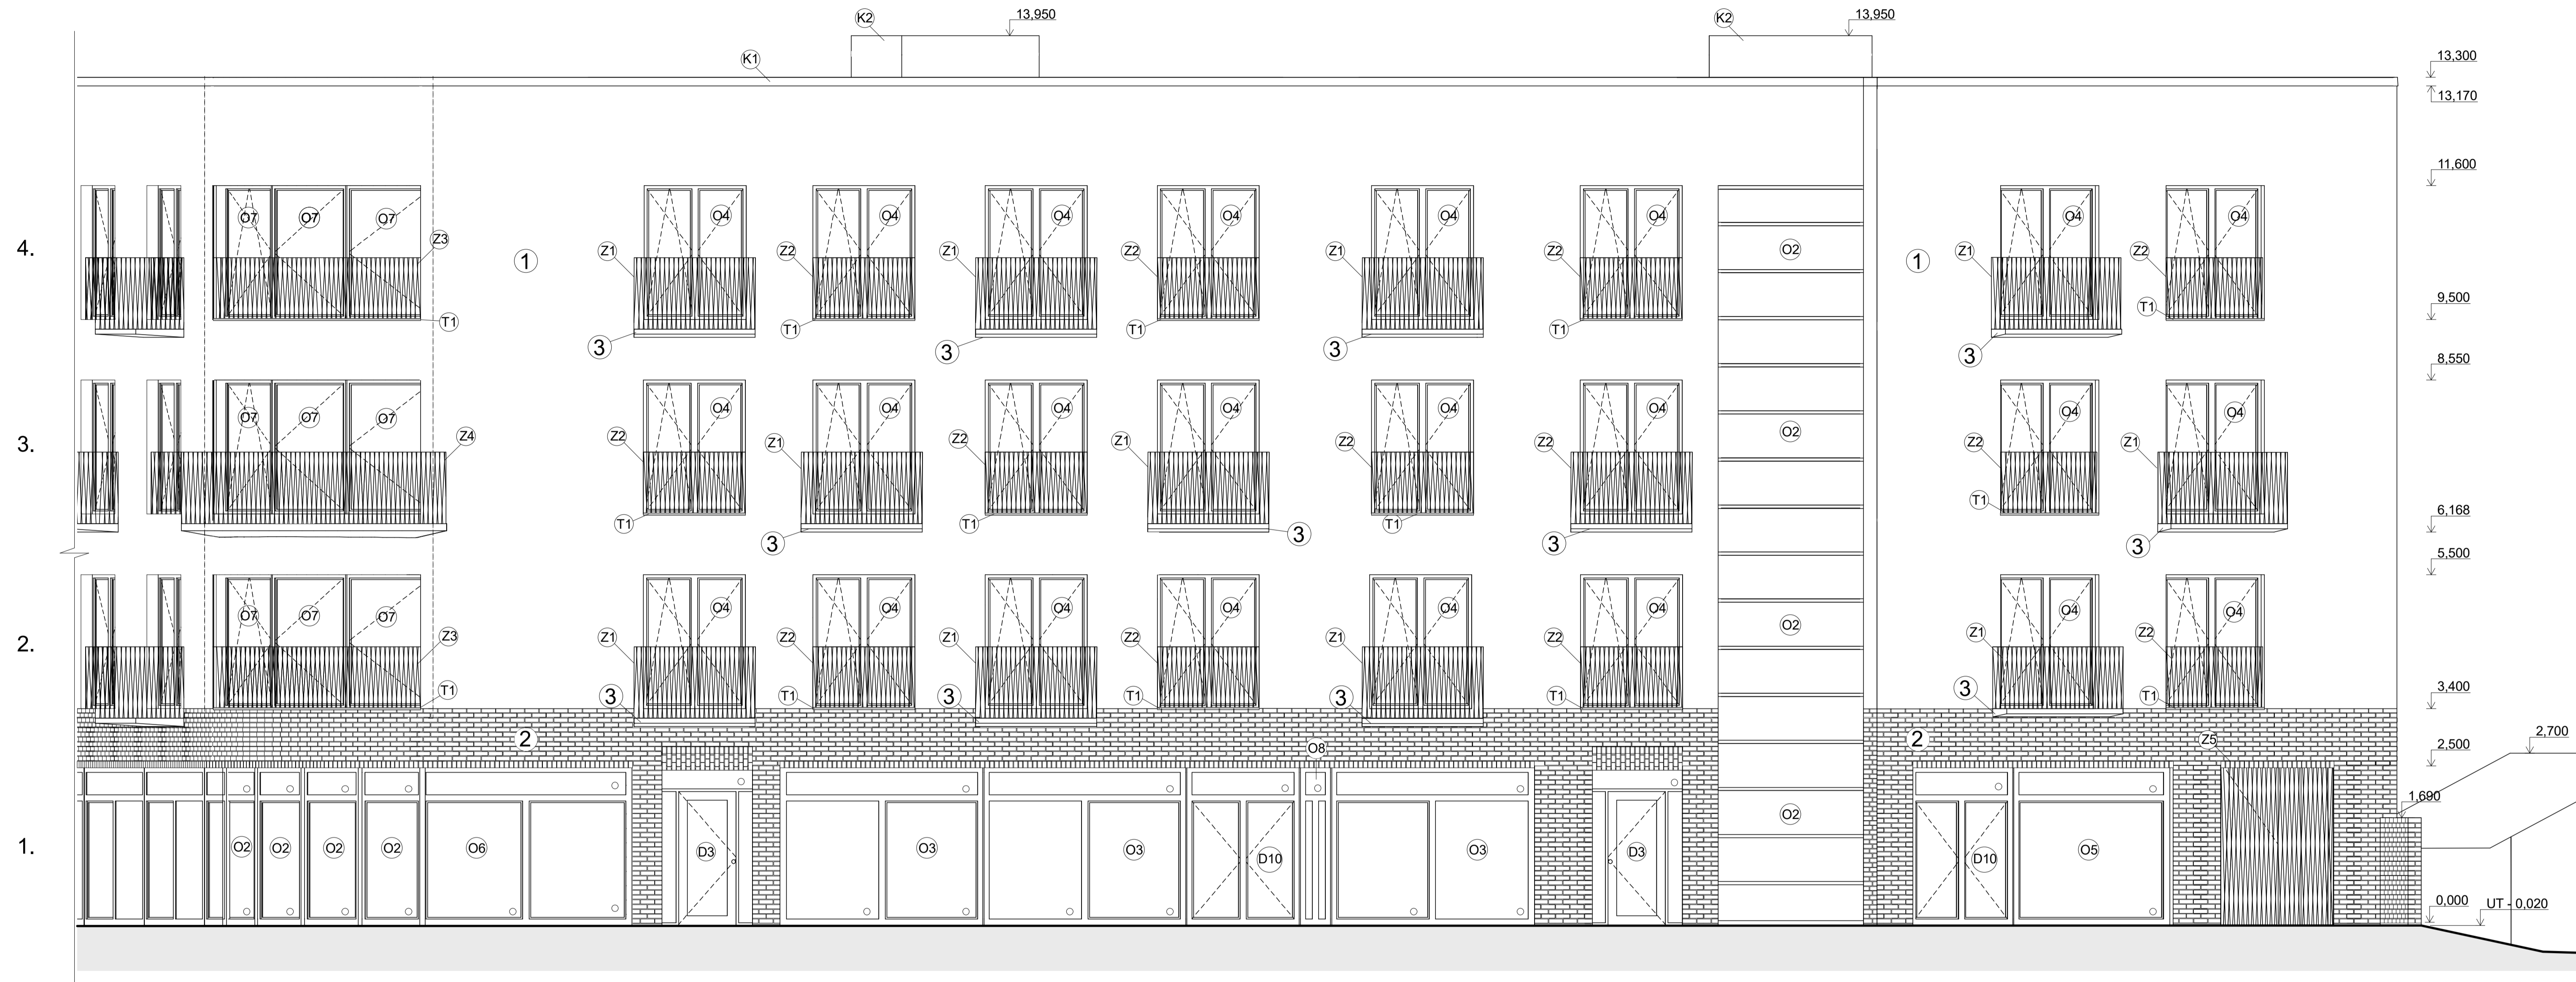 K2 13,950 K2 13,950
K1 13,300
13,170
11,600
O7 O7 O7 O4 O4 O4 O4 O4 O4 O4 O4
Z3
4. 1 Z1 Z2 Z1 Z2 Z1 Z2 O2 1 Z1 Z2
9,500
T1 T1 T1 T1 T1
3 3 3 3
8,550
O7 O7 O7 O4 O4 O4 O4 O4 O4 O4 O4
3. Z4 Z2 Z1 Z2 Z1 Z2 Z2 O2 Z2 Z1
T1 T1 T1 T1
6,168
3 3 3 3
5,500
O7 O7 O7 O4 O4 O4 O4 O4 O4 O4 O4
2. Z3 Z1 Z2 Z1 Z2 Z1 Z2 O2 Z1 Z2
T1 3 T1 3 T1 3 T1 3 T1
3,400
2 O8 2 Z5 2,700
2,500
1,690
O2
1. O2 O2 O2 O2 O6 D3 O3 O3 D10 O3 D3 D10 O5
0,000 UT - 0,020